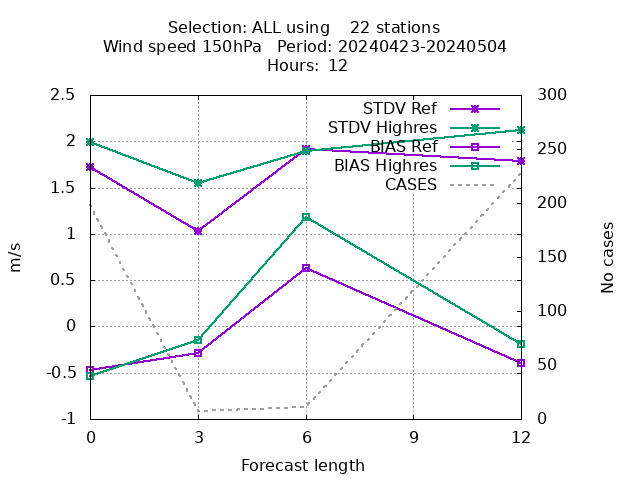 Selection: ALL using    22 stations
Wind speed 150hPa   Period: 20240423-20240504
Hours:  12
2.5
2
1.5
1
0.5
0
-0.5
-1
m/s
STDV Ref
STDV Highres
BIAS Ref
BIAS Highres
CASES
300
250
200
150
100
50
0
No cases
0
3
6
9
12
Forecast length